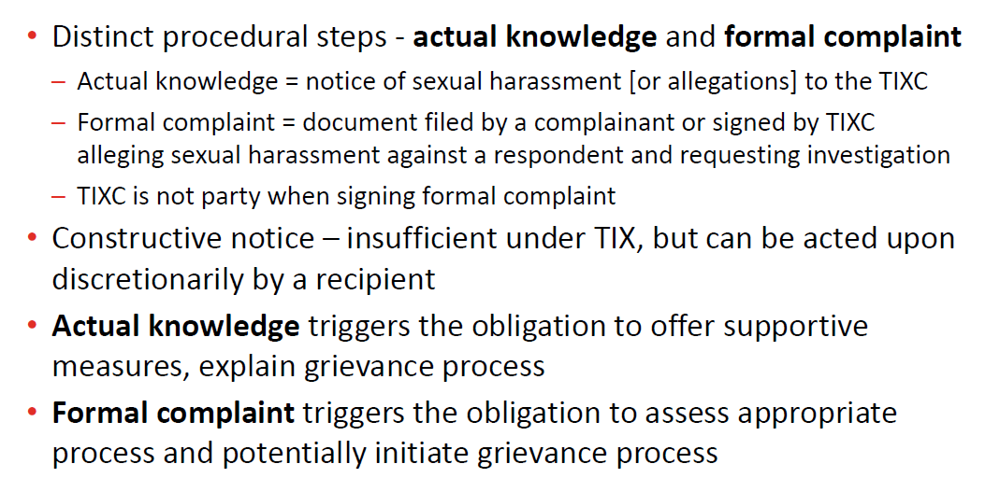 • Distinct procedural steps - actual knowledge and formal complaint
– Actual knowledge = notice of sexual harassment [or allegations] to the TIXC
– Formal complaint = document filed by a complainant or signed by TIXC
alleging sexual harassment against a respondent and requesting investigation
– TIXC is not party when signing formal complaint
• Constructive notice – insufficient under TIX, but can be acted upon
discretionarily by a recipient
• Actual knowledge triggers the obligation to offer supportive
measures, explain grievance process
• Formal complaint triggers the obligation to assess appropriate
process and potentially initiate grievance process